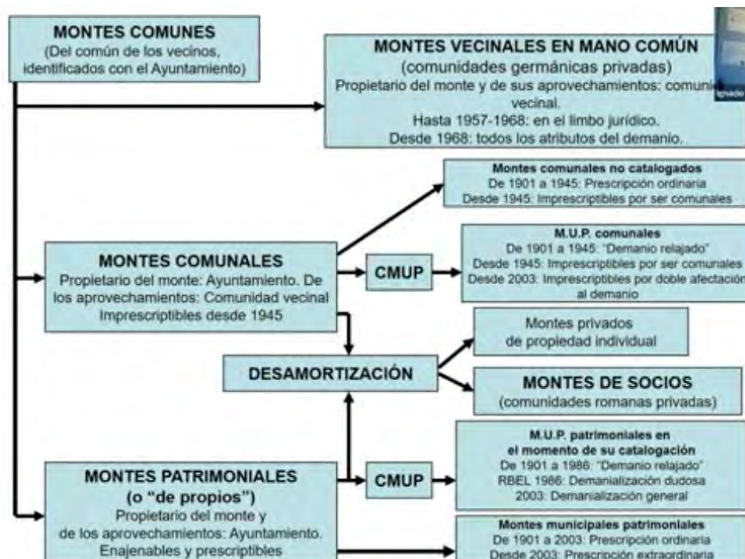 MONTES COMUNES
(Del común de los vecinos,
identificados con el Ayuntamiento)
MONTES VECINALES EN MANO COMÚN
(comunidades germánicas privadas)
Propietario del monte y de sus aprovechamientos:
vecinal.
Hasta 1957-1968: en el limbo jurídico.
Desde 1968: todos los atributos del demanio.
Ignacio
Montes comunales no catalogados
De 1901 a 1945: Prescripción ordinaria
Desde 1945: Imprescriptibles por ser comunales
MONTES COMUNALES
Propietario del monte: Ayuntamiento. De
los aprovechamientos: Comunidad vecinal
Imprescriptibles desde 1945
CMUP
M.U.P. comunales
De 1901 a 1945: "Demanio relajado"
Desde 1945: Imprescriptibles por ser comunales
Desde 2003: Imprescriptibles por doble afectación
al demanio
DESAMORTIZACIÓN
Montes privados
de propiedad individual
MONTES DE SOCIOS
(comunidades romanas privadas)
MONTES PATRIMONIALES
(o "de propios")
Propietario del monte y
de los aprovechamientos: Ayuntamiento.
Enajenables y prescriptibles
CMUP
M.U.P. patrimoniales en
el momento de su catalogación
De 1901 a 1986: "Demanio relajado"
RBEL 1986: Demanialización dudosa
2003: Demanialización general
Montes municipales patrimoniales
De 1901 a 2003: Prescripción ordinaria
Desde 2003: Prescripción extraordinaria